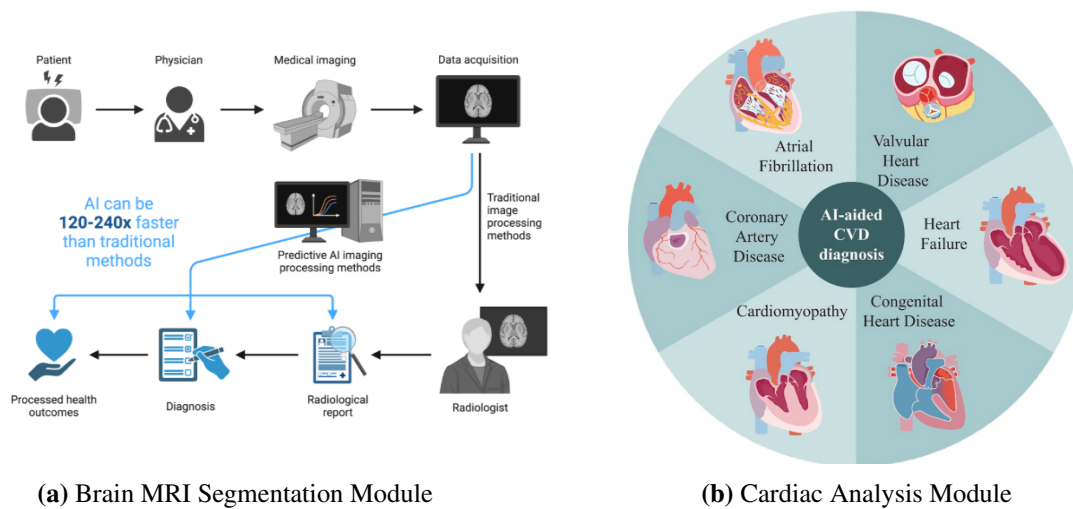 Patient
Physician
Medical imaging
Data acquisition
AI can be
120-240x faster
than traditional
methods
Predictive AI imaging
processing methods
Traditional
image
processing
methods
Processed health
outcomes
Diagnosis
Radiological
report
Radiologist
(a) Brain MRI Segmentation Module
Atrial
Fibrillation
Valvular
Heart
Disease
Coronary
Artery
Disease
AI-aided
CVD
diagnosis
Heart
Failure
Cardiomyopathy
Congenital
Heart Disease
(b) Cardiac Analysis Module